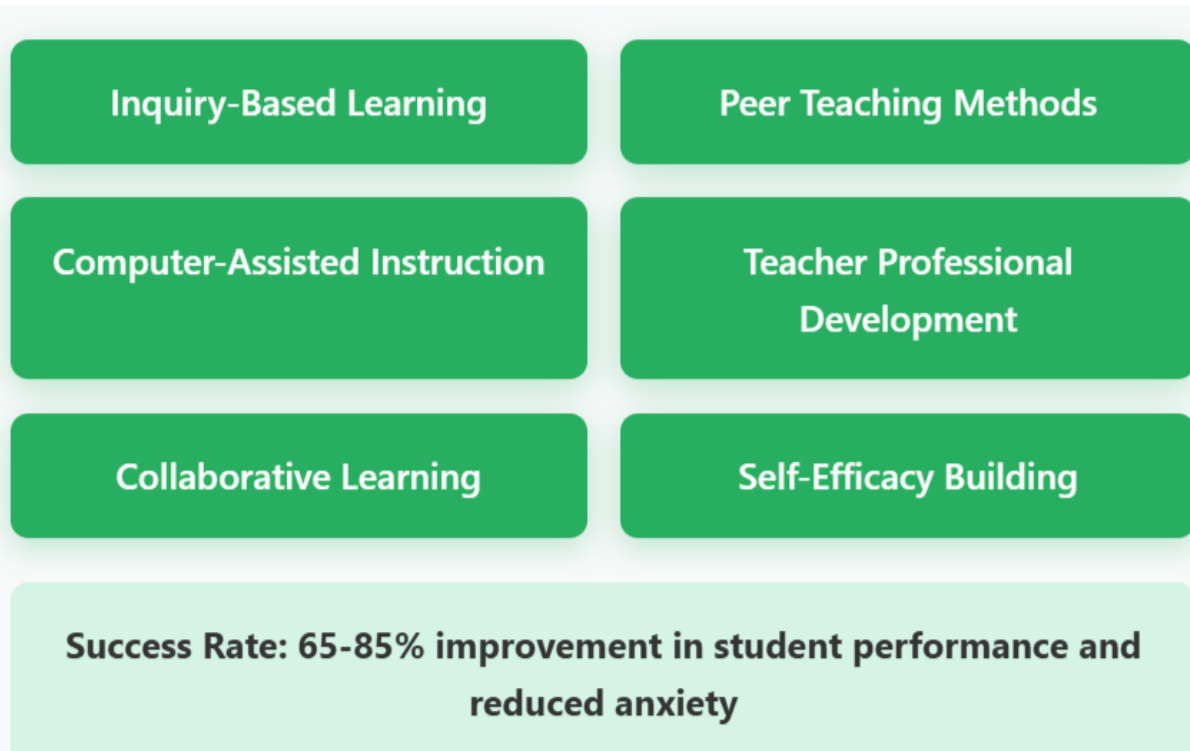 Inquiry-Based Learning
Peer Teaching Methods
Computer-Assisted Instruction
Teacher Professional
Development
Collaborative Learning
Self-Efficacy Building
Success Rate: 65-85% improvement in student performance and
reduced anxiety